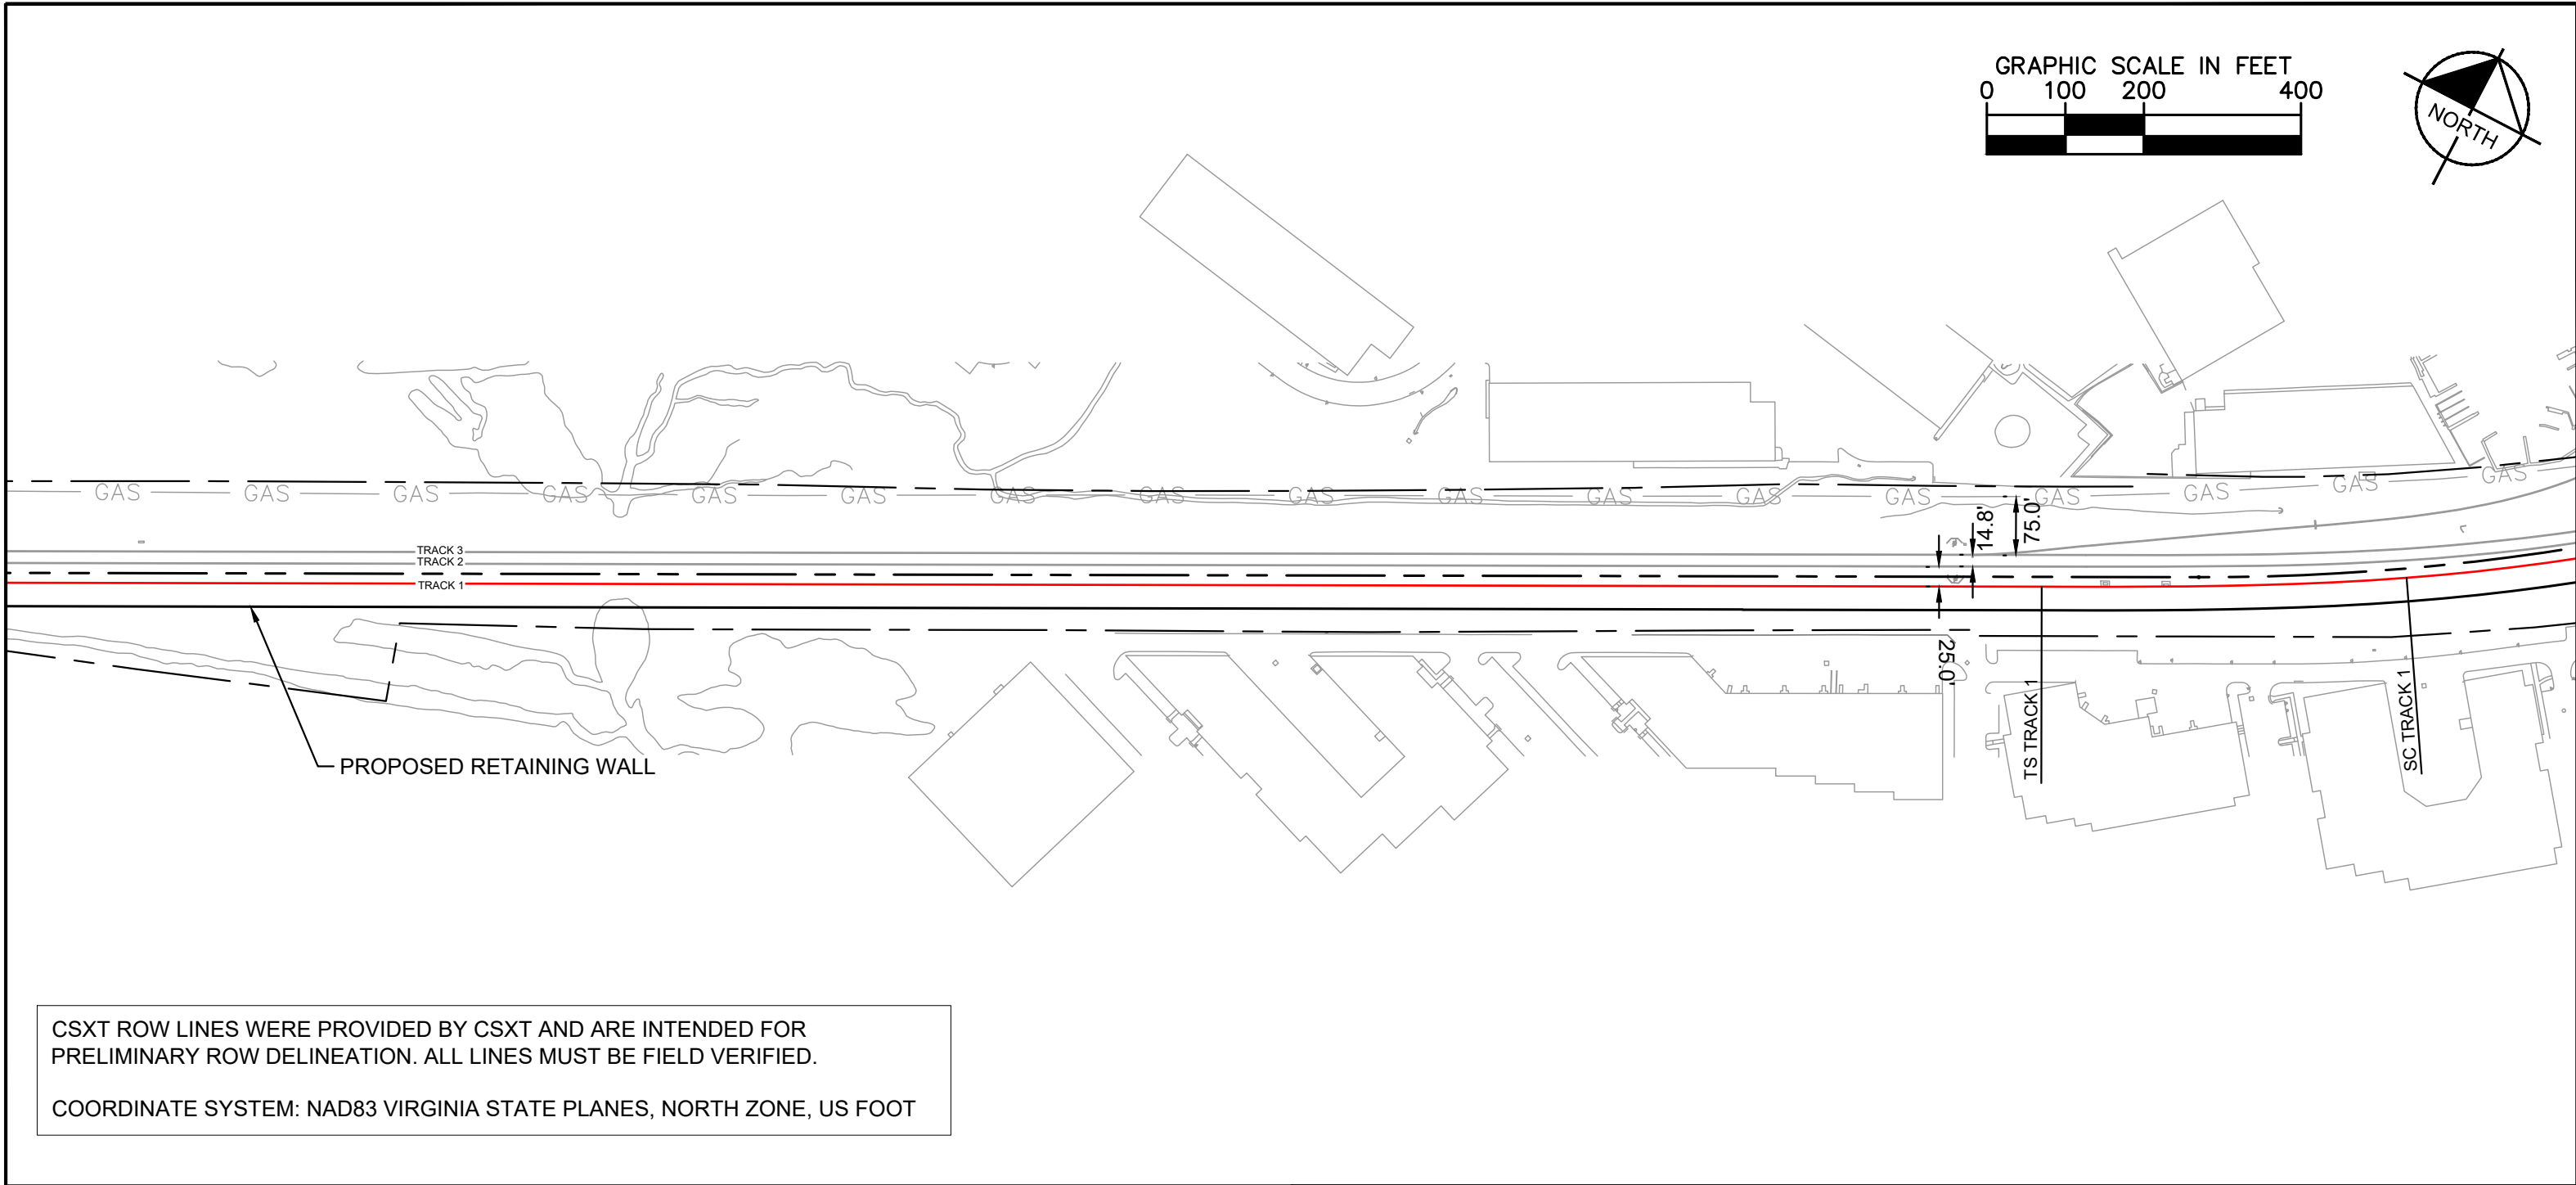 GRAPHIC SCALE IN FEET
0 100 200 400
NORTH
GAS GAS GAS GAS GAS GAS GAS GAS GAS GAS GAS GAS GAS GAS GAS GAS GAS
14.8'
75.0'
TRACK 3
TRACK 2
TRACK 1
25.0'
TS TRACK 1
SC TRACK 1
PROPOSED RETAINING WALL
CSXT ROW LINES WERE PROVIDED BY CSXT AND ARE INTENDED FOR
PRELIMINARY ROW DELINEATION. ALL LINES MUST BE FIELD VERIFIED.
COORDINATE SYSTEM: NAD83 VIRGINIA STATE PLANES, NORTH ZONE, US FOOT